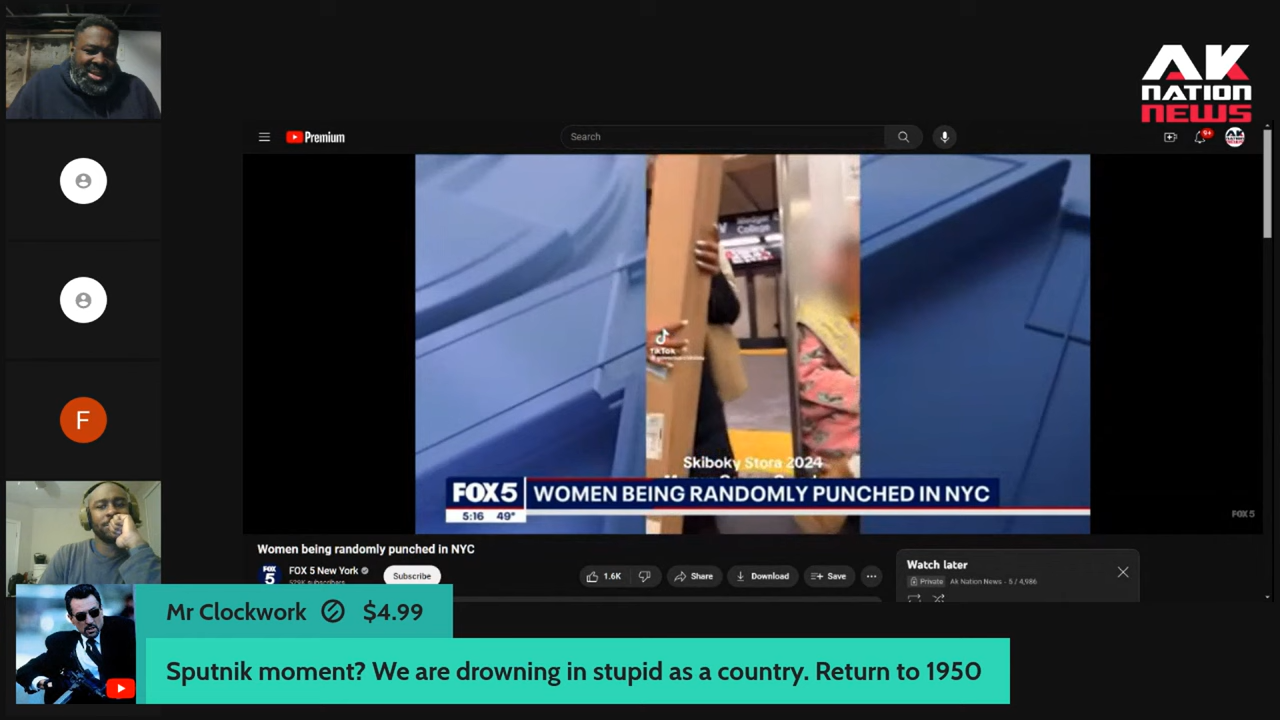 AK
NATION
NEWS
Premium
Search
9+
College
TikTok
Skiboky Stora 2024
FOX5
WOMEN BEING RANDOMLY PUNCHED IN NYC
5:16 49°
FOX 5
Women being randomly punched in NYC
FOX 5 New York
Subscribe
1.6K
Share
Download
Save
Watch later
Private
Ak Nation News - 5 / 4,986
F
Mr Clockwork $4.99
Sputnik moment? We are drowning in stupid as a country. Return to 1950